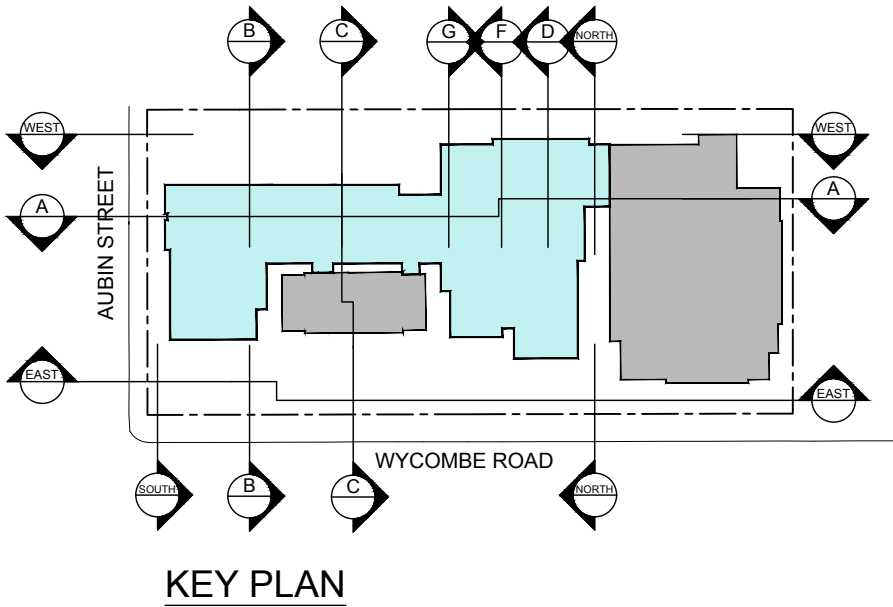 B
C
G
F
D
NORTH
WEST
WEST
A
A
AUBIN STREET
EAST
EAST
WYCOMBE ROAD
SOUTH
B
C
NORTH
KEY PLAN